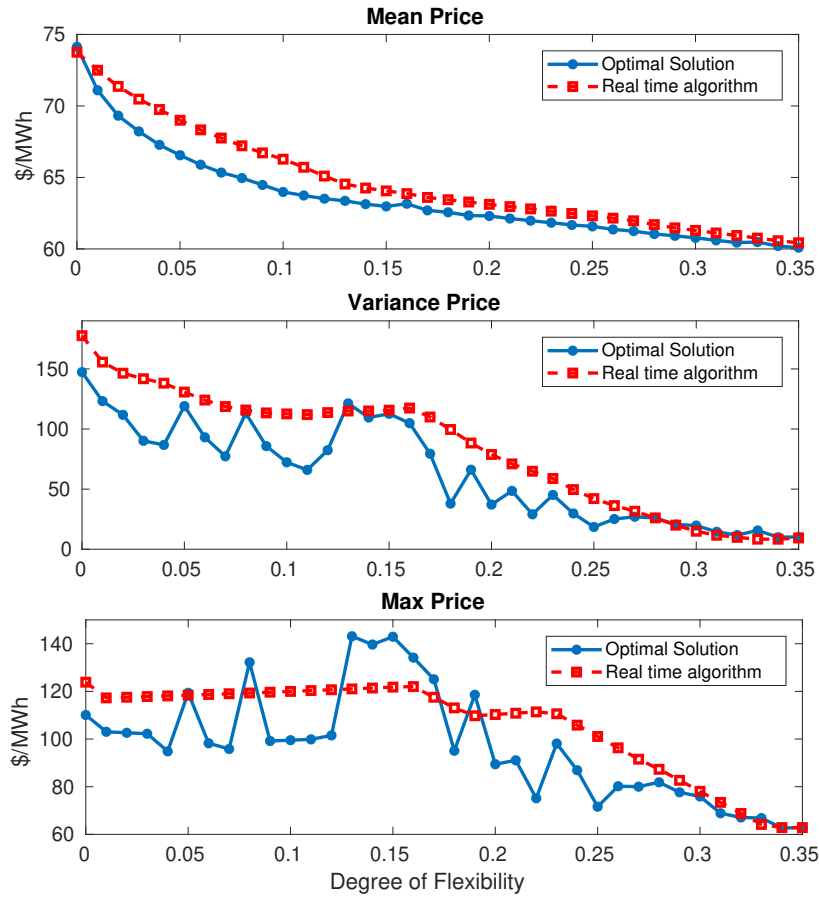 Mean Price
75
70
65
60
$/MWh
Optimal Solution
Real time algorithm
0 0.05 0.1 0.15 0.2 0.25 0.3 0.35
Variance Price
150
100
50
0
Optimal Solution
Real time algorithm
0 0.05 0.1 0.15 0.2 0.25 0.3 0.35
Max Price
140
120
100
80
60
$/MWh
Optimal Solution
Real time algorithm
0 0.05 0.1 0.15 0.2 0.25 0.3 0.35
Degree of Flexibility